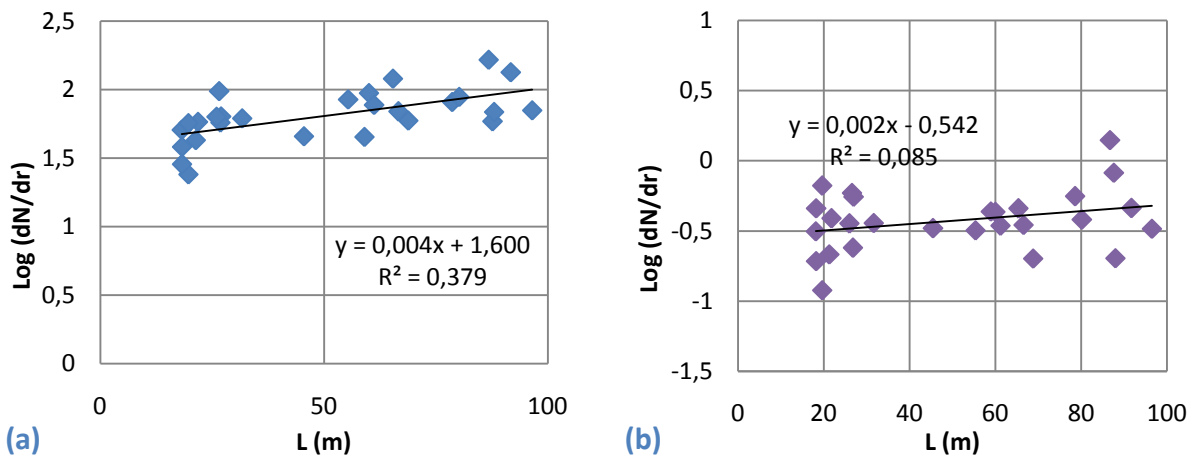 2,5
2
1,5
1
0,5
0
0
50
100
Log (dN/dr)
L (m)
y = 0,004x + 1,600
R² = 0,379
(a)
1
0,5
0
-0,5
-1
-1,5
0
20
40
60
80
100
Log (dN/dr)
L (m)
y = 0,002x - 0,542
R² = 0,085
(b)